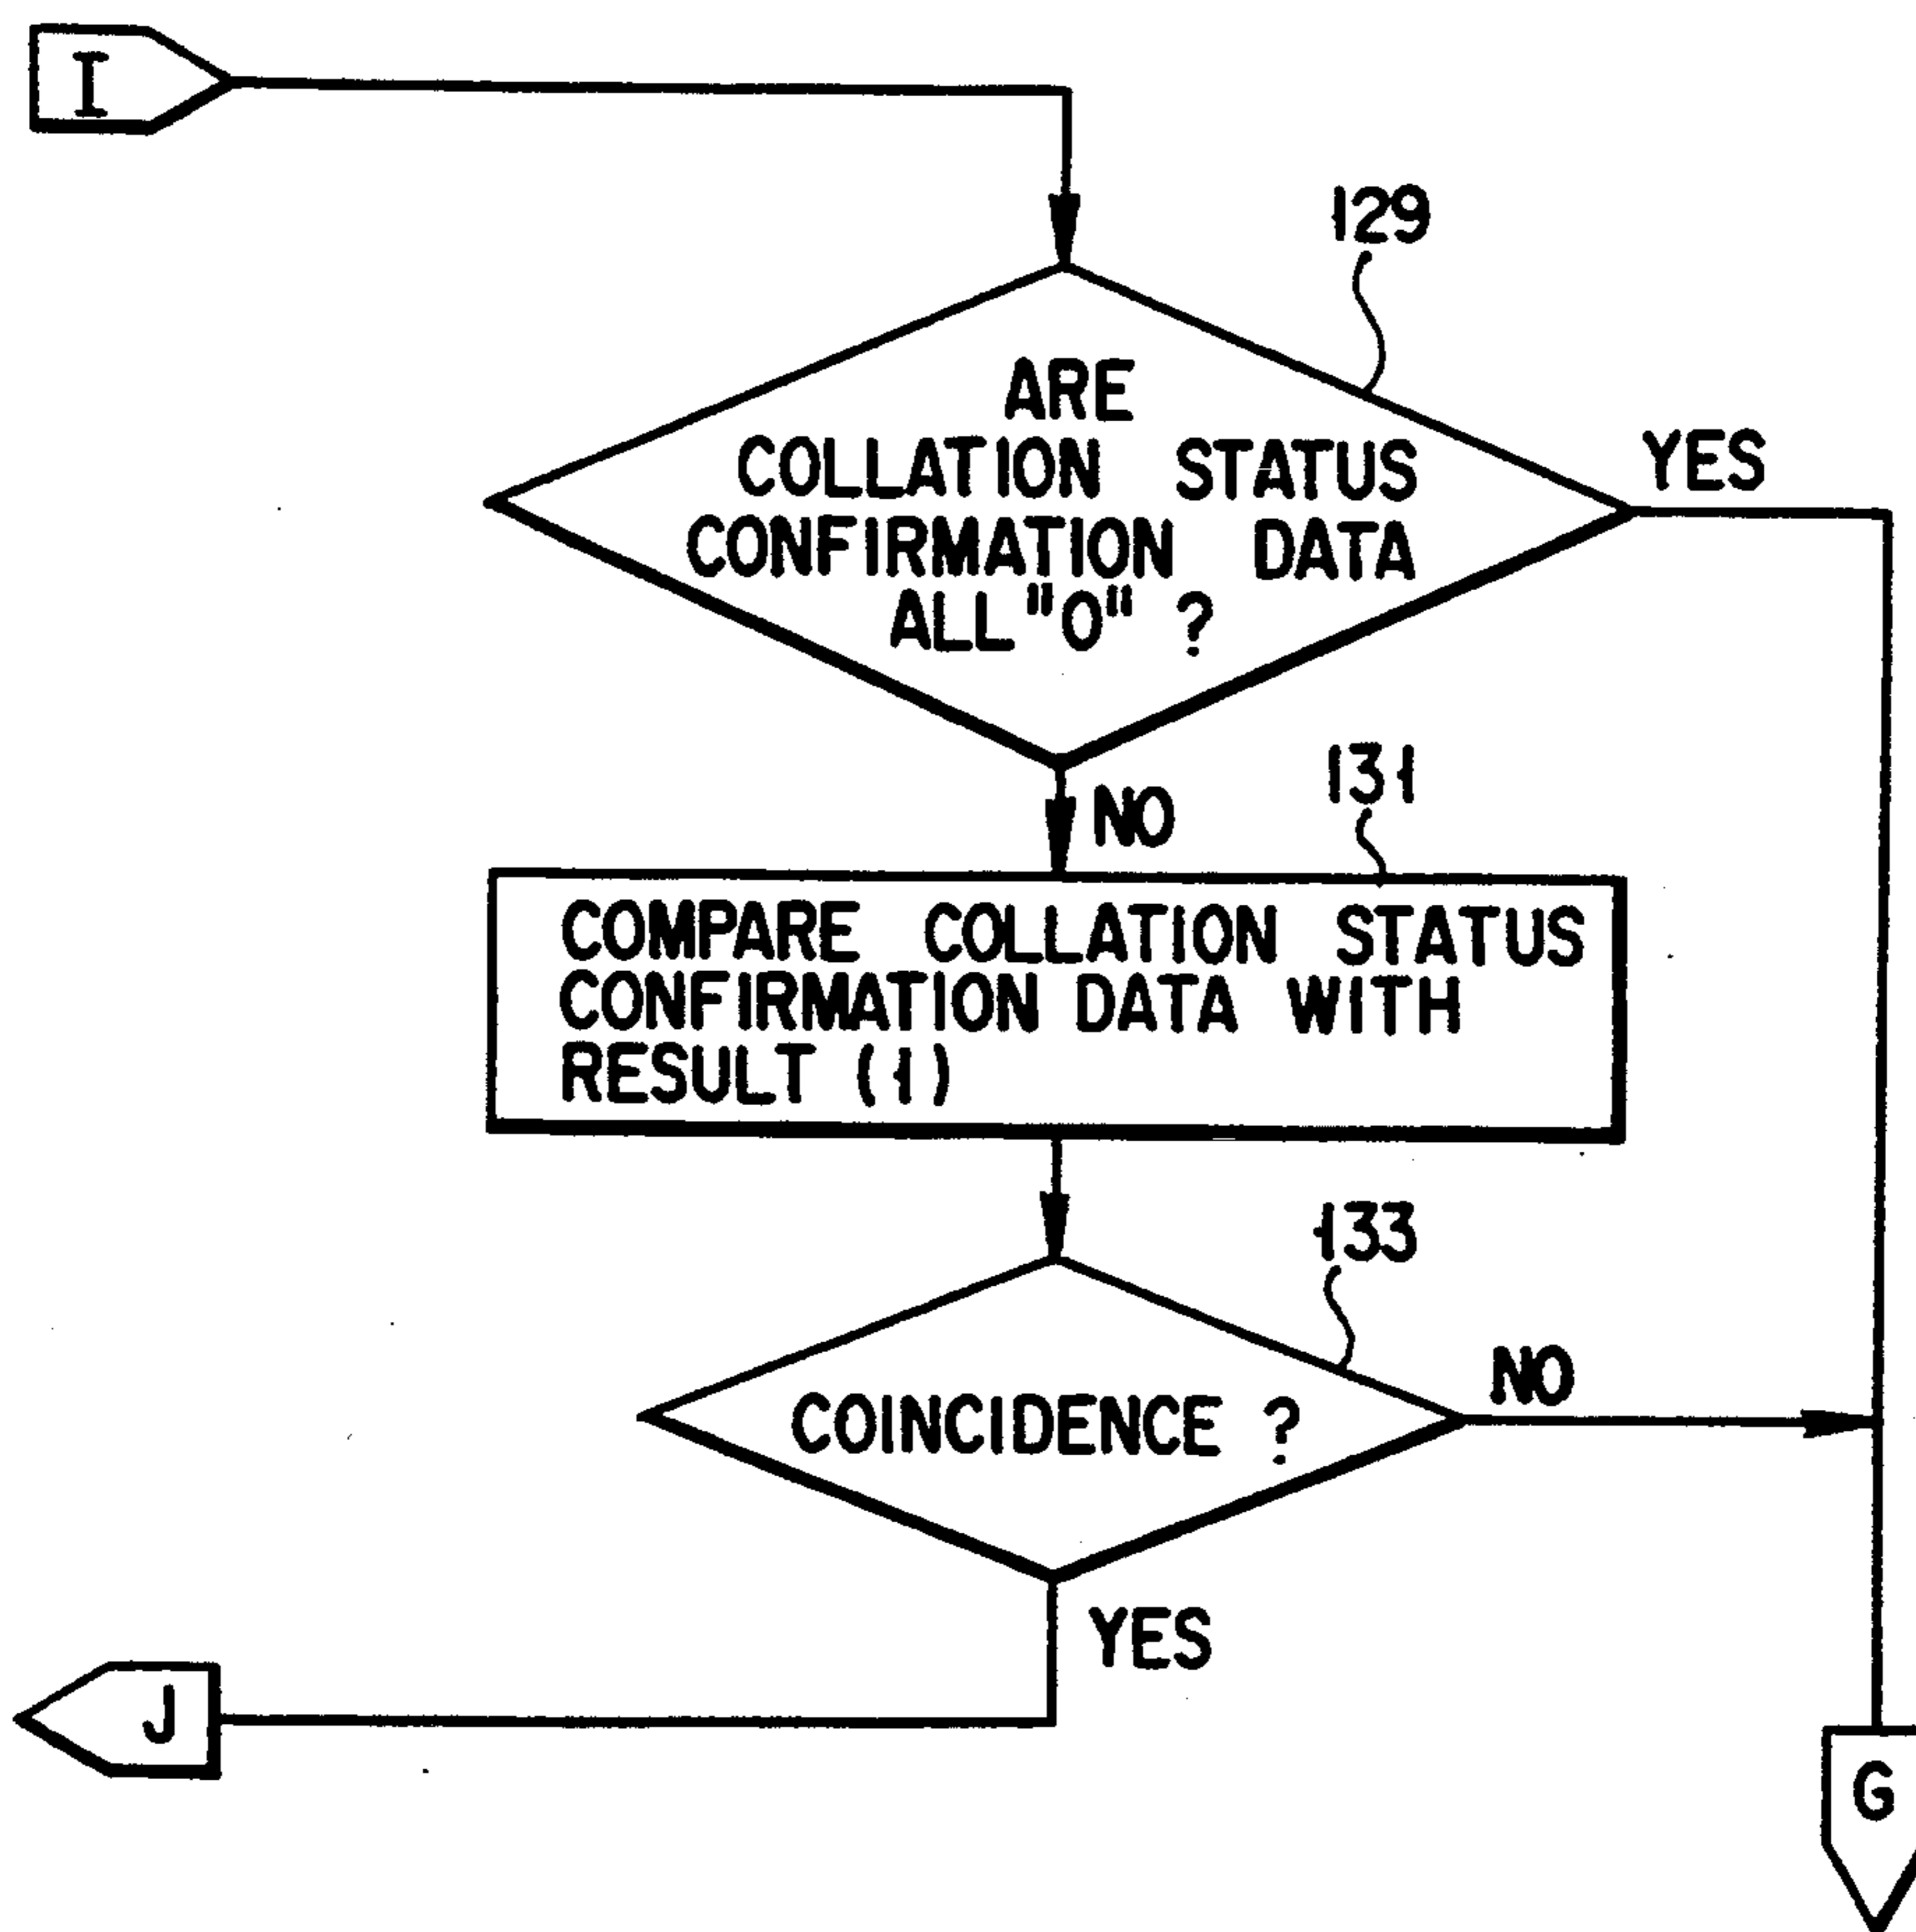 I
129
ARE
COLLATION STATUS
CONFIRMATION DATA
ALL "0" ?
YES
NO
131
COMPARE COLLATION STATUS
CONFIRMATION DATA WITH
RESULT (1)
133
COINCIDENCE ?
NO
YES
J
G